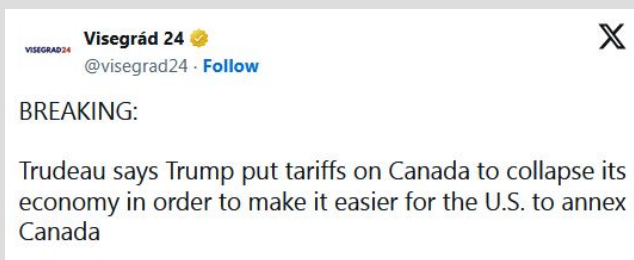 VISEGRAD24
Visegrád 24
@visegrad24 · Follow
BREAKING:
Trudeau says Trump put tariffs on Canada to collapse its
economy in order to make it easier for the U.S. to annex
Canada